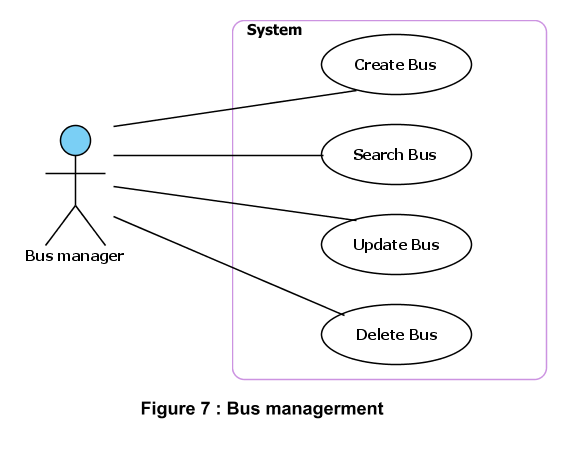 System
Create Bus
Search Bus
Update Bus
Bus manager
Delete Bus
Figure 7 : Bus managerment